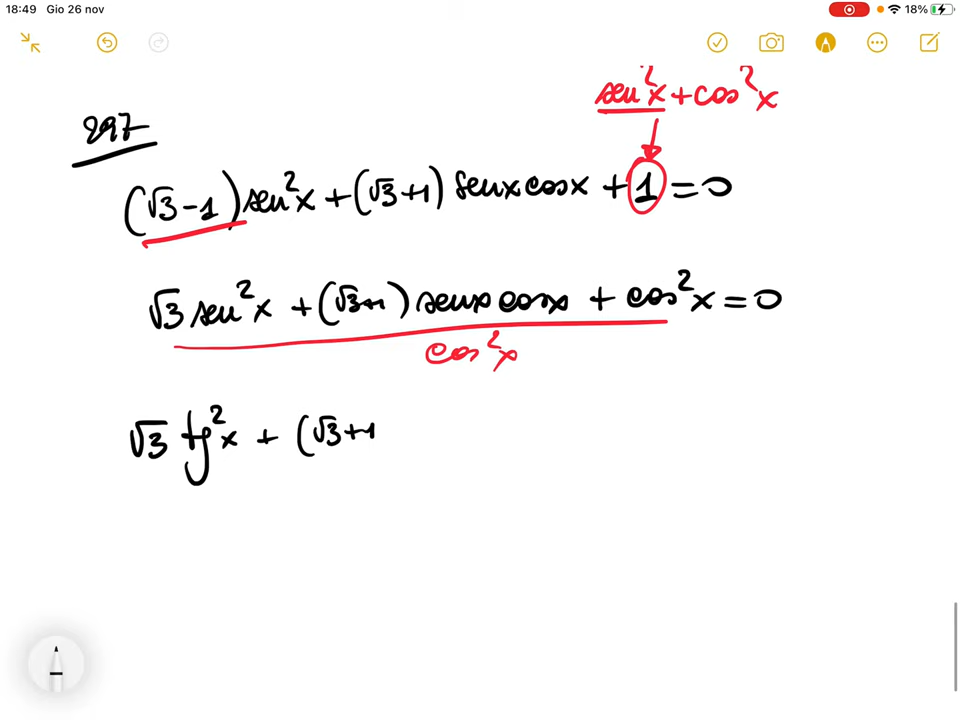 18:49 Gio 26 nov 18%
sen²x + cos²x
297
(√3 - 1) sen²x + (√3 + 1) senx cosx + 1 = 0
√3 sen²x + (√3+1) senx cosx + cos²x = 0
cos²x
√3 tg²x + (√3+1